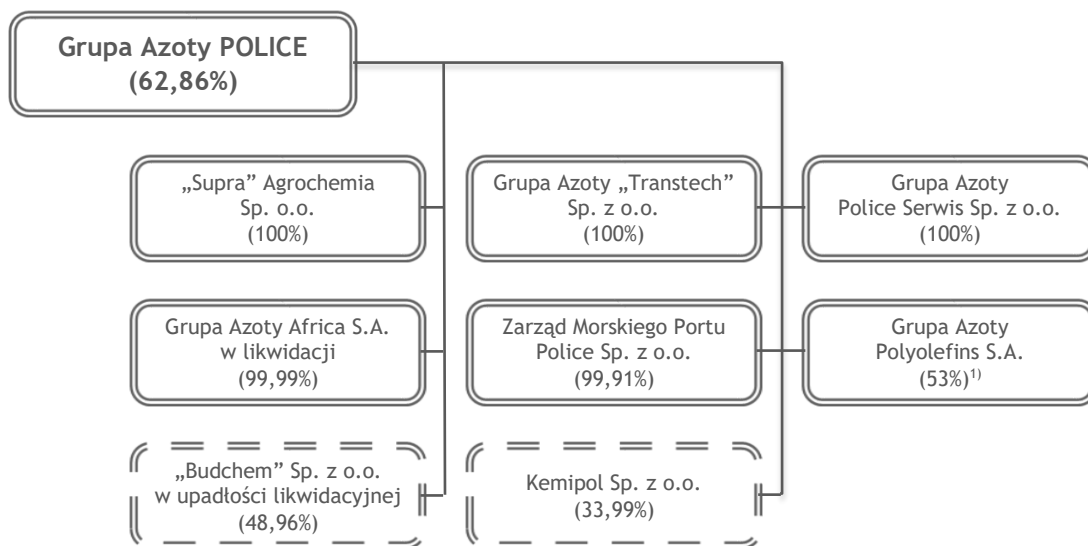 Grupa Azoty POLICE
(62,86%)
„Supra” Agrochemia
Sp. o.o.
(100%)
Grupa Azoty „Transtech”
Sp. z o.o.
(100%)
Grupa Azoty
Police Serwis Sp. z o.o.
(100%)
Grupa Azoty Africa S.A.
w likwidacji
(99,99%)
Zarząd Morskiego Portu
Police Sp. z o.o.
(99,91%)
Grupa Azoty
Polyolefins S.A.
(53%)¹⁾
„Budchem” Sp. z o.o.
w upadłości likwidacyjnej
(48,96%)
Kemipol Sp. z o.o.
(33,99%)